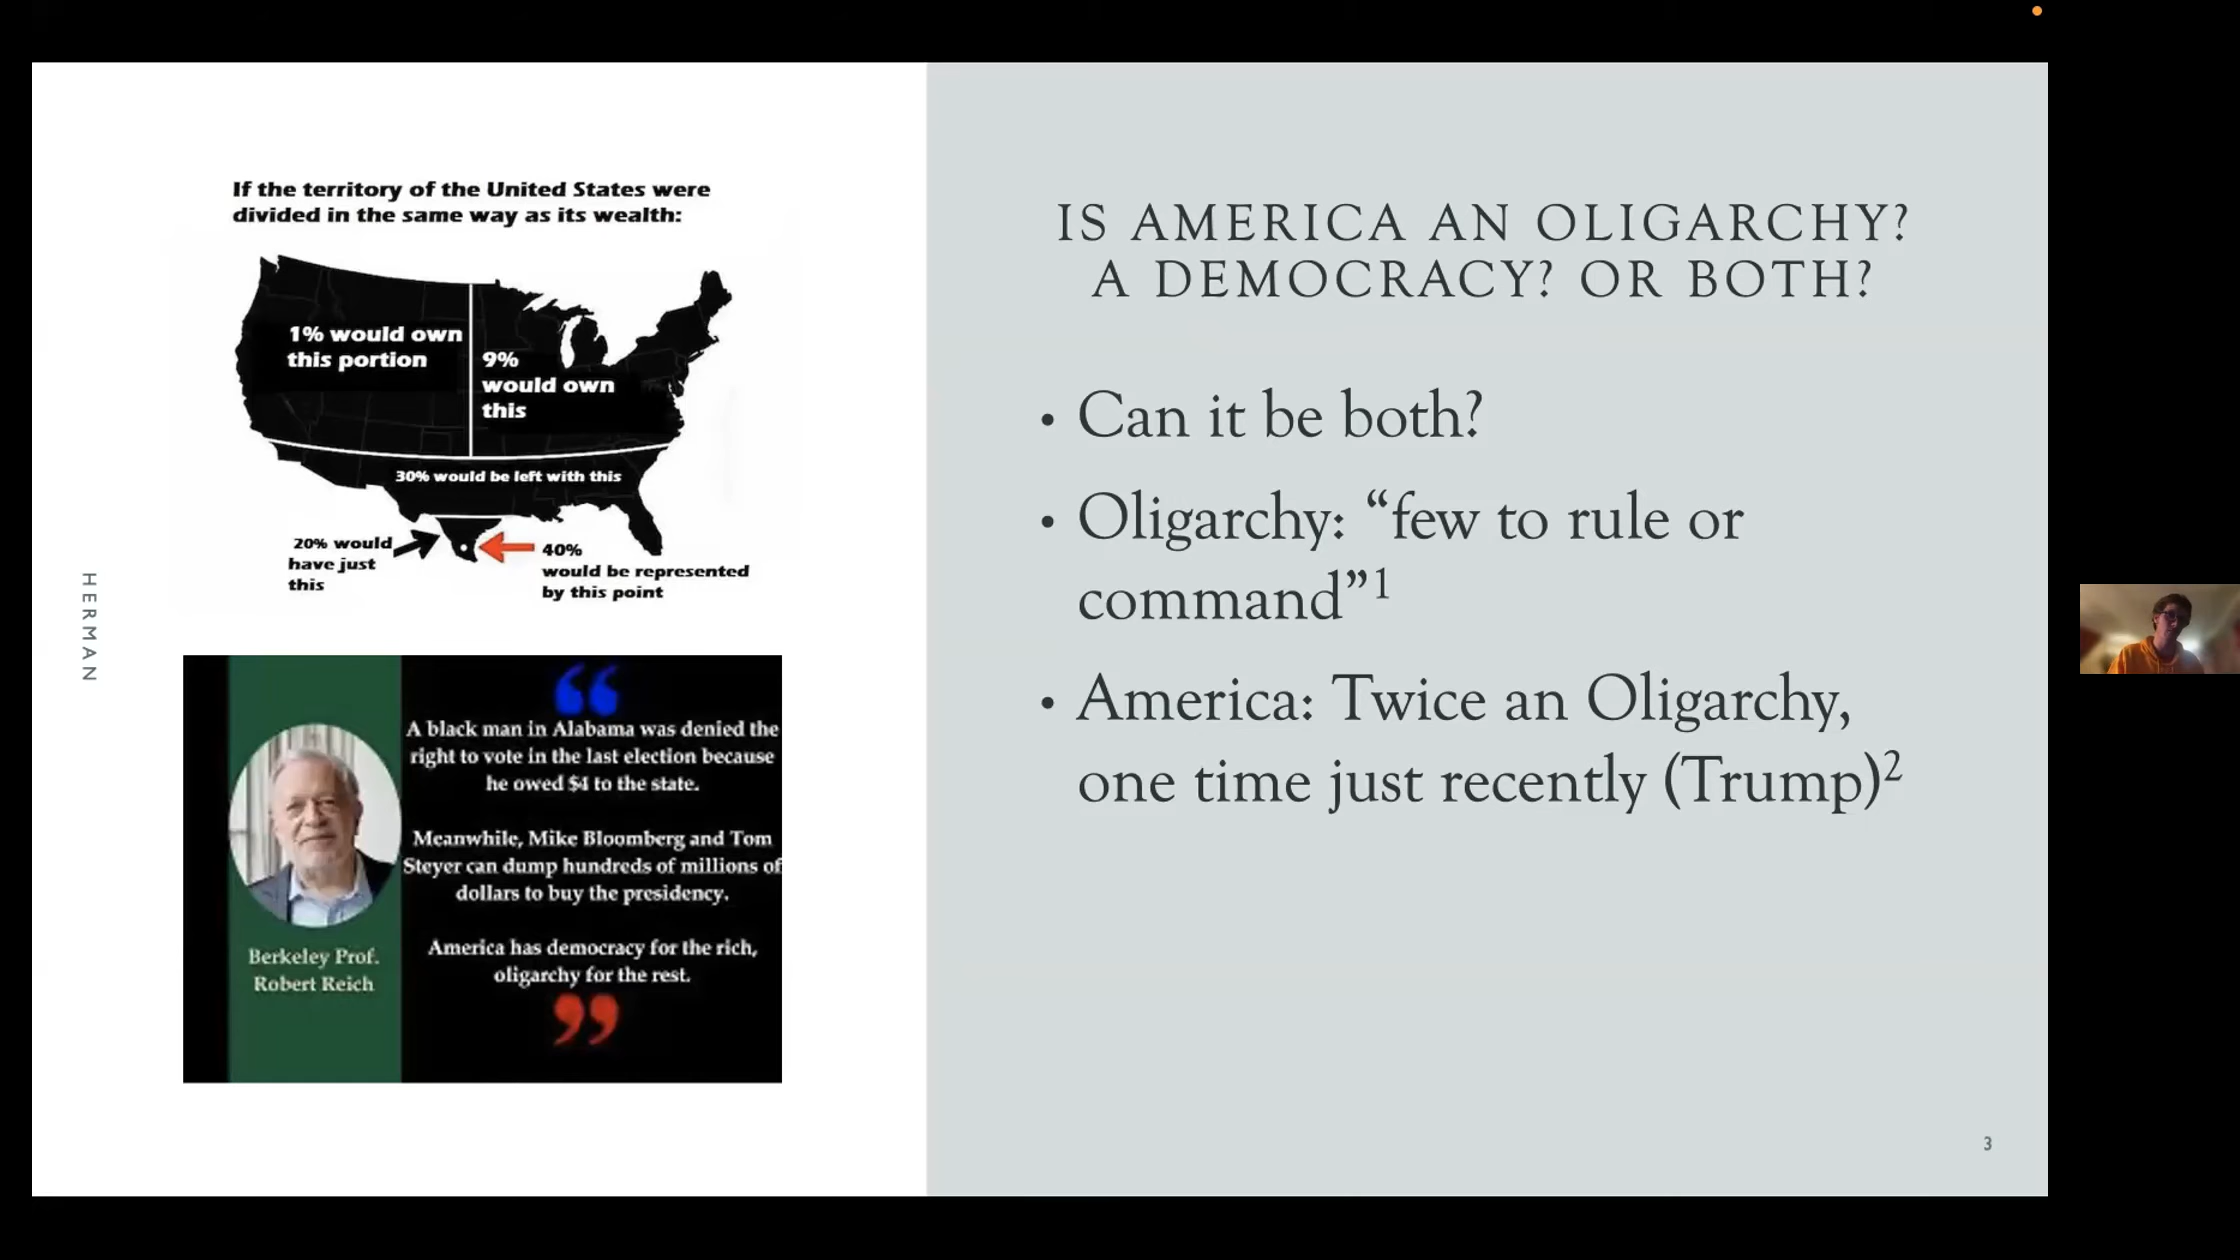 If the territory of the United States were
divided in the same way as its wealth:
1% would own
this portion
9%
would own
this
30% would be left with this
20% would
have just
this
40%
would be represented
by this point
HERMAN
“
A black man in Alabama was denied the
right to vote in the last election because
he owed $4 to the state.
Meanwhile, Mike Bloomberg and Tom
Steyer can dump hundreds of millions of
dollars to buy the presidency.
America has democracy for the rich,
oligarchy for the rest.
”
Berkeley Prof.
Robert Reich
IS AMERICA AN OLIGARCHY?
A DEMOCRACY? OR BOTH?
• Can it be both?
• Oligarchy: “few to rule or
command”1
• America: Twice an Oligarchy,
one time just recently (Trump)2
3